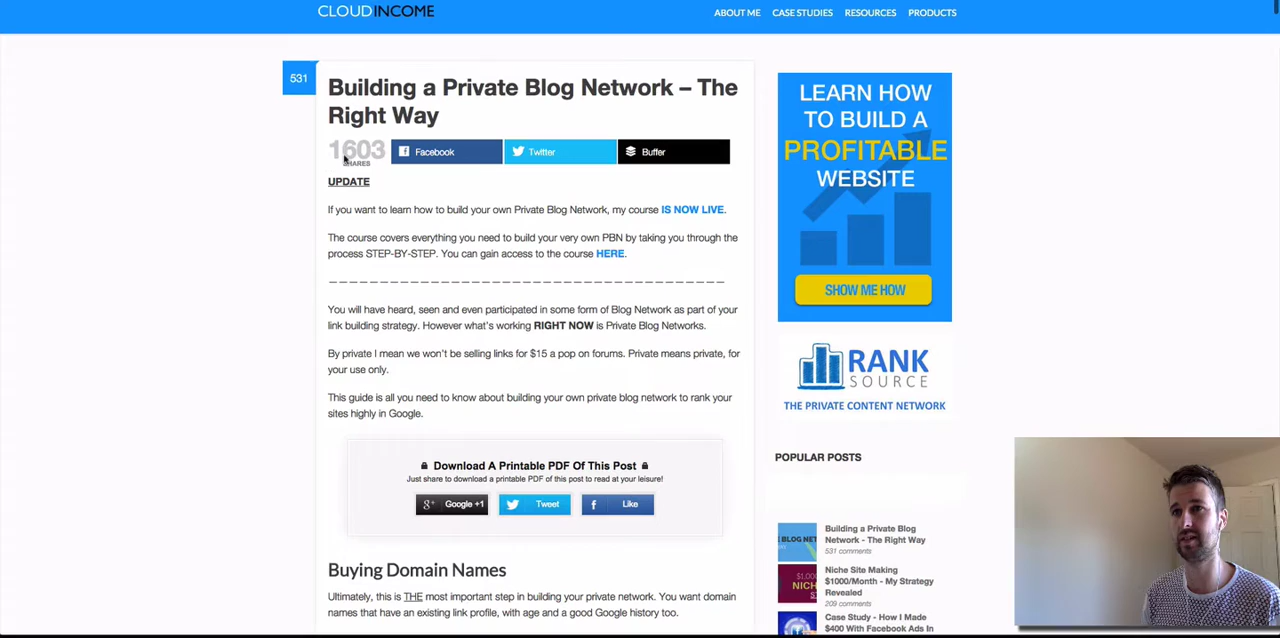 CLOUDINCOME
ABOUT ME CASE STUDIES RESOURCES PRODUCTS
531
Building a Private Blog Network – The
Right Way
1603
SHARES
Facebook
Twitter
Buffer
UPDATE
If you want to learn how to build your own Private Blog Network, my course IS NOW LIVE.
The course covers everything you need to build your very own PBN by taking you through the
process STEP-BY-STEP. You can gain access to the course HERE.
You will have heard, seen and even participated in some form of Blog Network as part of your
link building strategy. However what's working RIGHT NOW is Private Blog Networks.
By private I mean we won't be selling links for $15 a pop on forums. Private means private, for
your use only.
This guide is all you need to know about building your own private blog network to rank your
sites highly in Google.
Download A Printable PDF Of This Post
Just share to download a printable PDF of this post to read at your leisure!
Google +1
Tweet
Like
Buying Domain Names
Ultimately, this is THE most important step in building your private network. You want domain
names that have an existing link profile, with age and a good Google history too.
LEARN HOW
TO BUILD A
PROFITABLE
WEBSITE
SHOW ME HOW
RANK
SOURCE
THE PRIVATE CONTENT NETWORK
POPULAR POSTS
Building a Private Blog
Network - The Right Way
531 comments
Niche Site Making
$1000/Month - My Strategy
Revealed
209 comments
Case Study - How I Made
$400 With Facebook Ads In